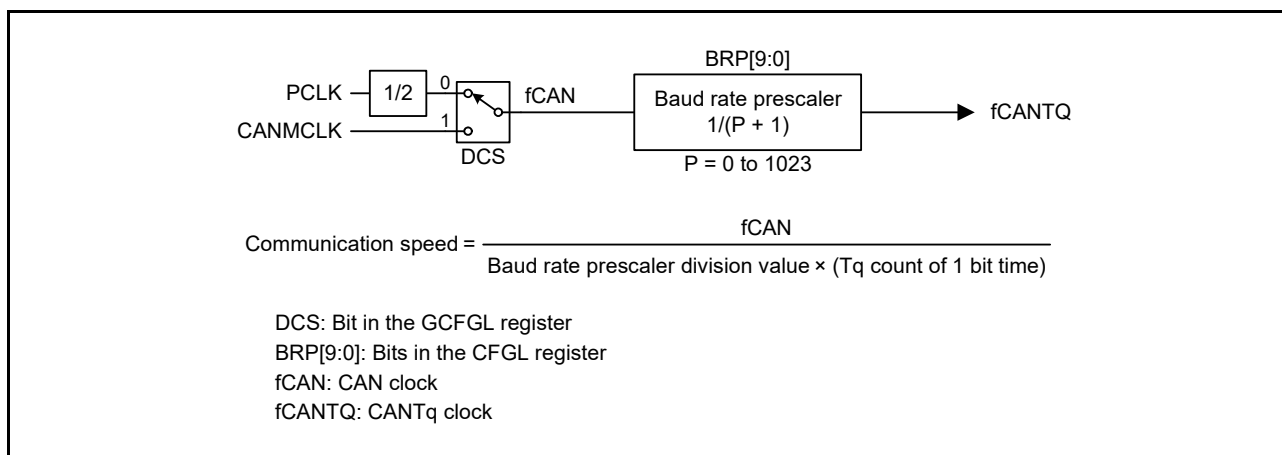 BRP[9:0]
PCLK
1/2
0
fCAN
Baud rate prescaler
1/(P + 1)
fCANTQ
CANMCLK
1
DCS
P = 0 to 1023
Communication speed =
fCAN
Baud rate prescaler division value × (Tq count of 1 bit time)
DCS: Bit in the GCFGL register
BRP[9:0]: Bits in the CFGL register
fCAN: CAN clock
fCANTQ: CANTq clock